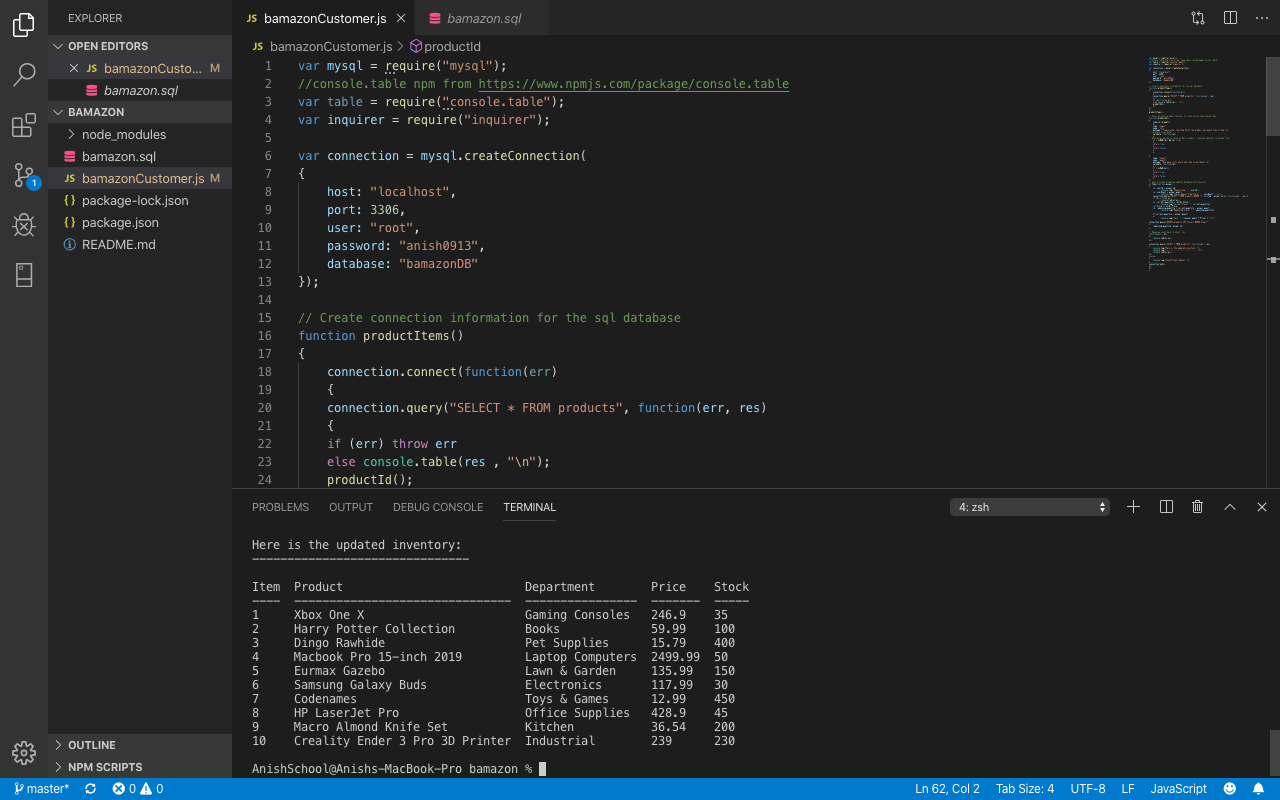 EXPLORER
OPEN EDITORS
JS bamazonCusto... M
bamazon.sql
BAMAZON
node_modules
bamazon.sql
JS bamazonCustomer.js M
{} package-lock.json
{} package.json
README.md
OUTLINE
NPM SCRIPTS
1
JS bamazonCustomer.js
bamazon.sql
JS bamazonCustomer.js > productId
1 var mysql = require("mysql");
2 //console.table npm from https://www.npmjs.com/package/console.table
3 var table = require("console.table");
4 var inquirer = require("inquirer");
5
6 var connection = mysql.createConnection(
7 {
8 host: "localhost",
9 port: 3306,
10 user: "root",
11 password: "anish0913",
12 database: "bamazonDB"
13 });
14
15 // Create connection information for the sql database
16 function productItems()
17 {
18 connection.connect(function(err)
19 {
20 connection.query("SELECT * FROM products", function(err, res)
21 {
22 if (err) throw err
23 else console.table(res , "\n");
24 productId();
PROBLEMS OUTPUT DEBUG CONSOLE TERMINAL 4: zsh
Here is the updated inventory:
-------------------------------
Item Product Department Price Stock
---- ------------------------------- ---------------- ------- -----
1 Xbox One X Gaming Consoles 246.9 35
2 Harry Potter Collection Books 59.99 100
3 Dingo Rawhide Pet Supplies 15.79 400
4 Macbook Pro 15-inch 2019 Laptop Computers 2499.99 50
5 Eurmax Gazebo Lawn & Garden 135.99 150
6 Samsung Galaxy Buds Electronics 117.99 30
7 Codenames Toys & Games 12.99 450
8 HP LaserJet Pro Office Supplies 428.9 45
9 Macro Almond Knife Set Kitchen 36.54 200
10 Creality Ender 3 Pro 3D Printer Industrial 239 230
AnishSchool@Anishs-MacBook-Pro bamazon %
master* 0 0 Ln 62, Col 2 Tab Size: 4 UTF-8 LF JavaScript